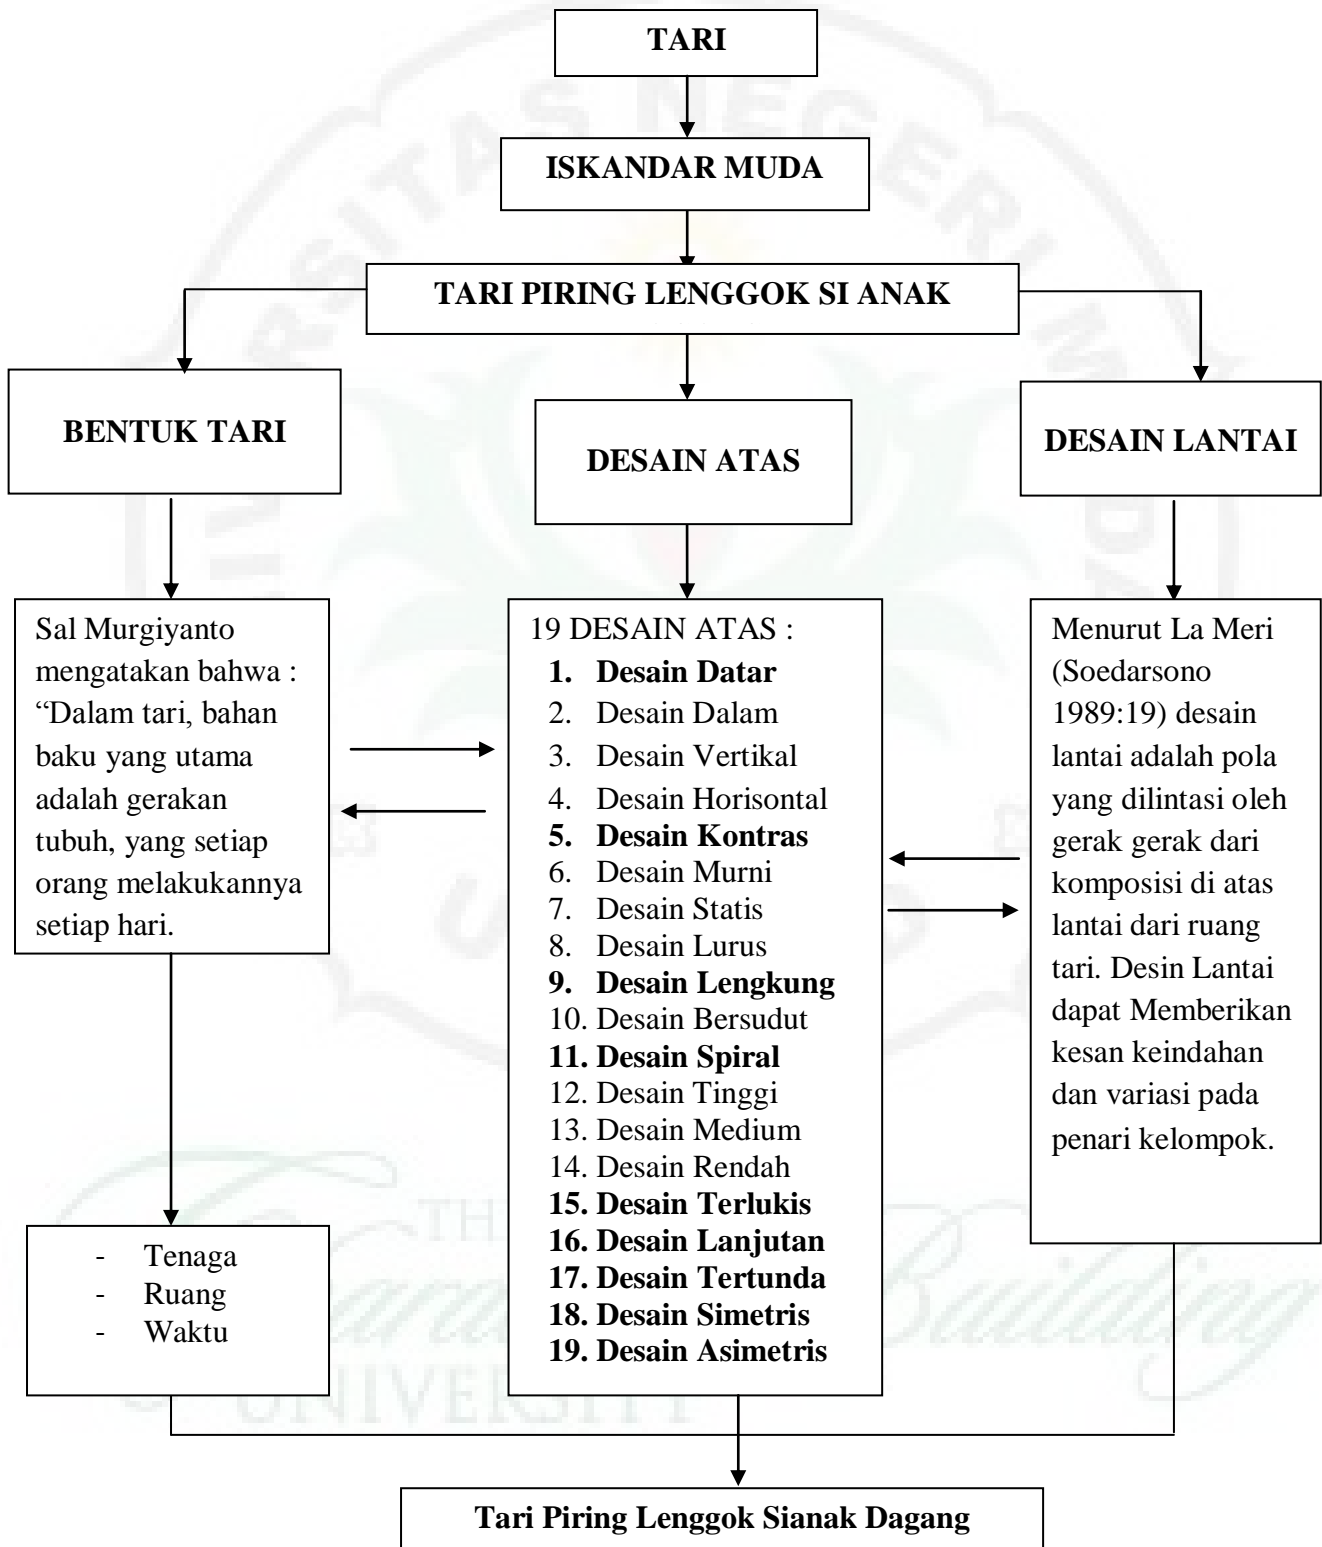 TARI
ISKANDAR MUDA
TARI PIRING LENGGOK SI ANAK
BENTUK TARI
DESAIN ATAS
DESAIN LANTAI
Sal Murgiyanto
mengatakan bahwa :
“Dalam tari, bahan
baku yang utama
adalah gerakan
tubuh, yang setiap
orang melakukannya
setiap hari.
- Tenaga
- Ruang
- Waktu
19 DESAIN ATAS :
1. Desain Datar
2. Desain Dalam
3. Desain Vertikal
4. Desain Horisontal
5. Desain Kontras
6. Desain Murni
7. Desain Statis
8. Desain Lurus
9. Desain Lengkung
10. Desain Bersudut
11. Desain Spiral
12. Desain Tinggi
13. Desain Medium
14. Desain Rendah
15. Desain Terlukis
16. Desain Lanjutan
17. Desain Tertunda
18. Desain Simetris
19. Desain Asimetris
Menurut La Meri
(Soedarsono
1989:19) desain
lantai adalah pola
yang dilintasi oleh
gerak gerak dari
komposisi di atas
lantai dari ruang
tari. Desin Lantai
dapat Memberikan
kesan keindahan
dan variasi pada
penari kelompok.
Tari Piring Lenggok Sianak Dagang
Building
UNIVERSITY